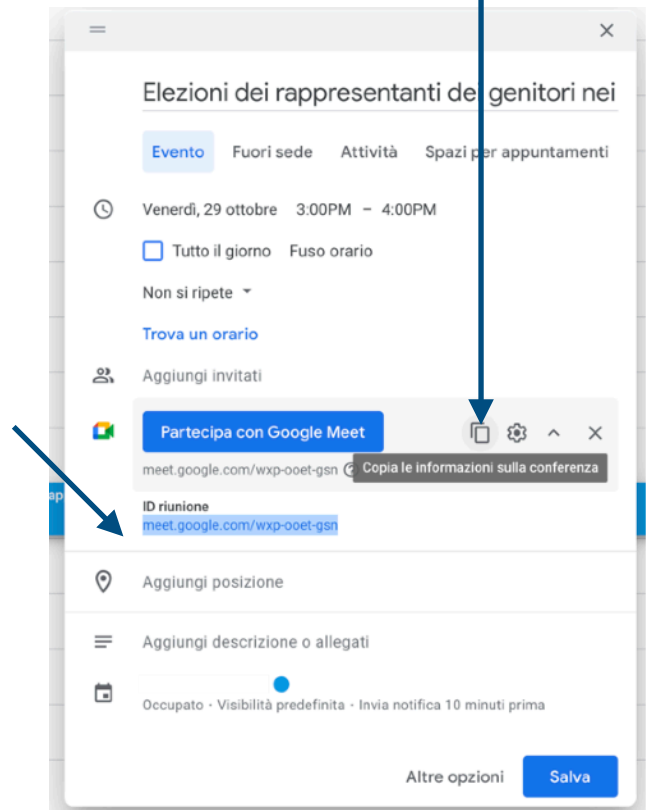 Elezioni dei rappresentanti dei genitori nei
Evento Fuori sede Attività Spazi per appuntamenti
Venerdì, 29 ottobre 3:00PM – 4:00PM
Tutto il giorno Fuso orario
Non si ripete
Trova un orario
Aggiungi invitati
Partecipa con Google Meet
meet.google.com/wxp-ooet-gsn
Copia le informazioni sulla conferenza
ID riunione
meet.google.com/wxp-ooet-gsn
ap
Aggiungi posizione
Aggiungi descrizione o allegati
Occupato · Visibilità predefinita · Invia notifica 10 minuti prima
Altre opzioni Salva